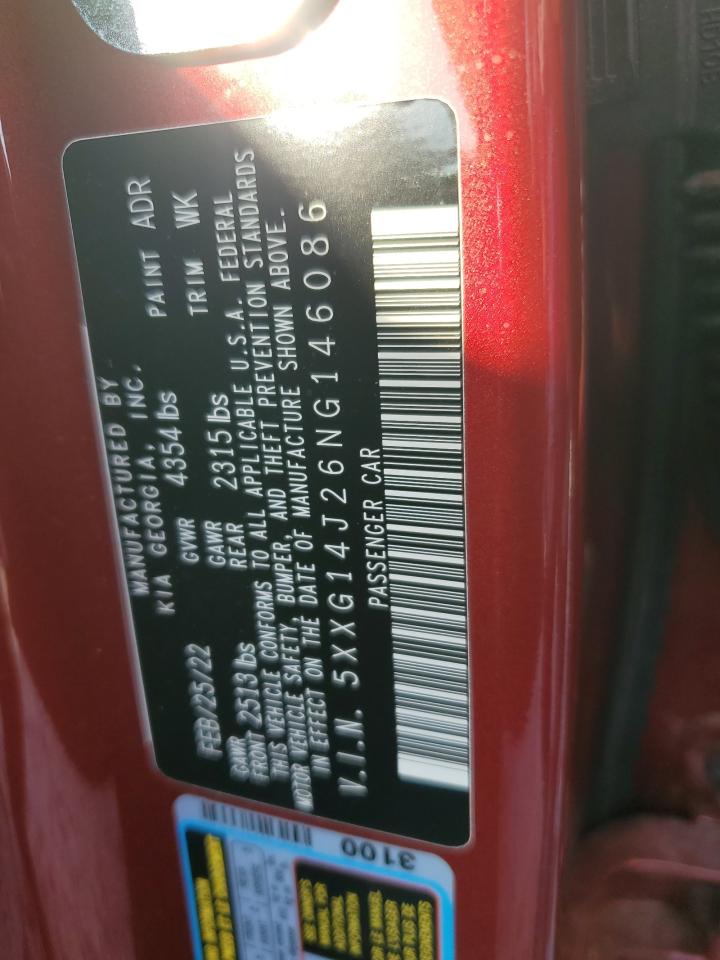 MANUFACTURED BY
KIA GEORGIA, INC.
FEB/25/22 GVWR 4354 lbs PAINT ADR
GAWR FRONT 2513 lbs GAWR REAR 2315 lbs TRIM WK
THIS VEHICLE CONFORMS TO ALL APPLICABLE U.S.A. FEDERAL
MOTOR VEHICLE SAFETY, BUMPER, AND THEFT PREVENTION STANDARDS
IN EFFECT ON THE DATE OF MANUFACTURE SHOWN ABOVE.
V.I.N. 5XXG14J26NG146086
PASSENGER CAR
3100